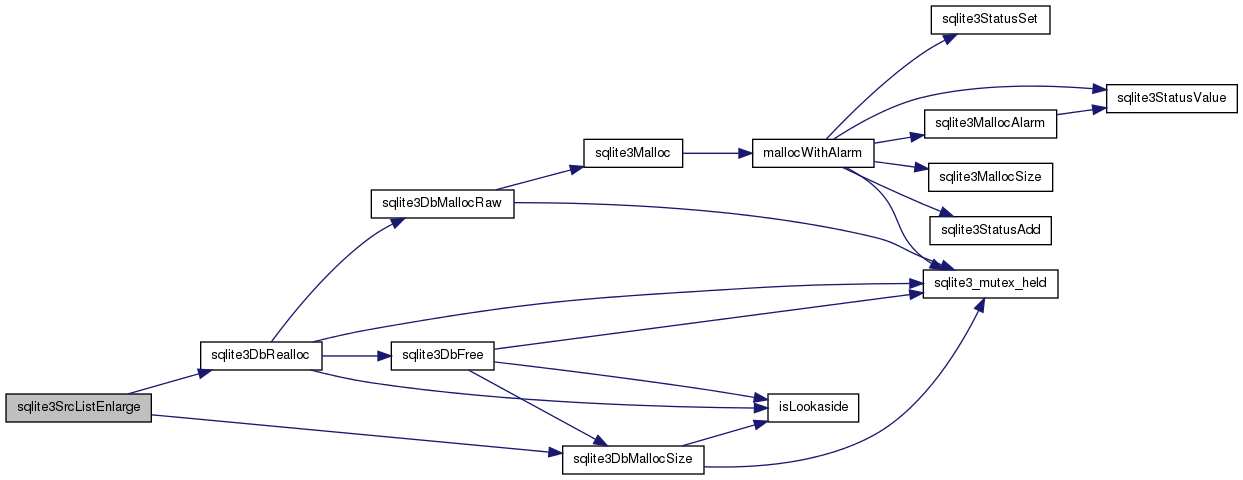 sqlite3StatusSet
sqlite3StatusValue
sqlite3MallocAlarm
sqlite3Malloc
mallocWithAlarm
sqlite3MallocSize
sqlite3DbMallocRaw
sqlite3StatusAdd
sqlite3_mutex_held
sqlite3DbRealloc
sqlite3DbFree
sqlite3SrcListEnlarge
isLookaside
sqlite3DbMallocSize